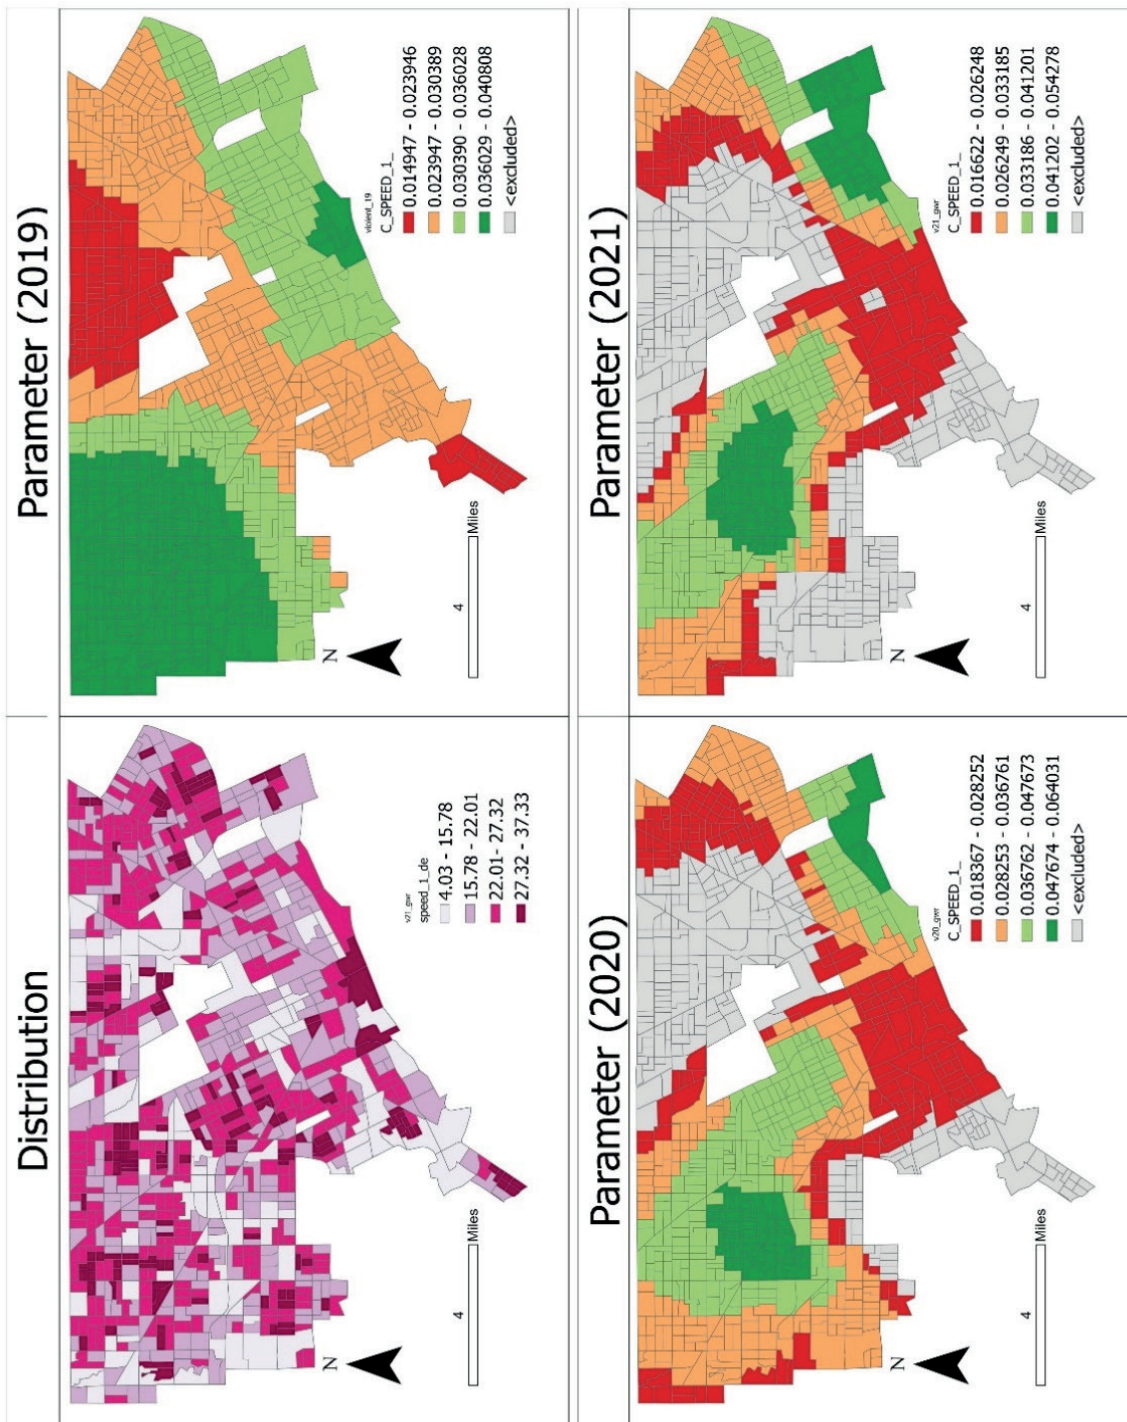 Distribution
v21_gwr
speed_1_de
4.03 - 15.78
15.78 - 22.01
22.01 - 27.32
27.32 - 37.33
N
4
Miles
Parameter (2019)
violent_19
C_SPEED_1_
0.014947 - 0.023946
0.023947 - 0.030389
0.030390 - 0.036028
0.036029 - 0.040808
<excluded>
N
4
Miles
Parameter (2020)
v20_gwr
C_SPEED_1_
0.018367 - 0.028252
0.028253 - 0.036761
0.036762 - 0.047673
0.047674 - 0.064031
<excluded>
N
4
Miles
Parameter (2021)
v21_gwr
C_SPEED_1_
0.016622 - 0.026248
0.026249 - 0.033185
0.033186 - 0.041201
0.041202 - 0.054278
<excluded>
N
4
Miles